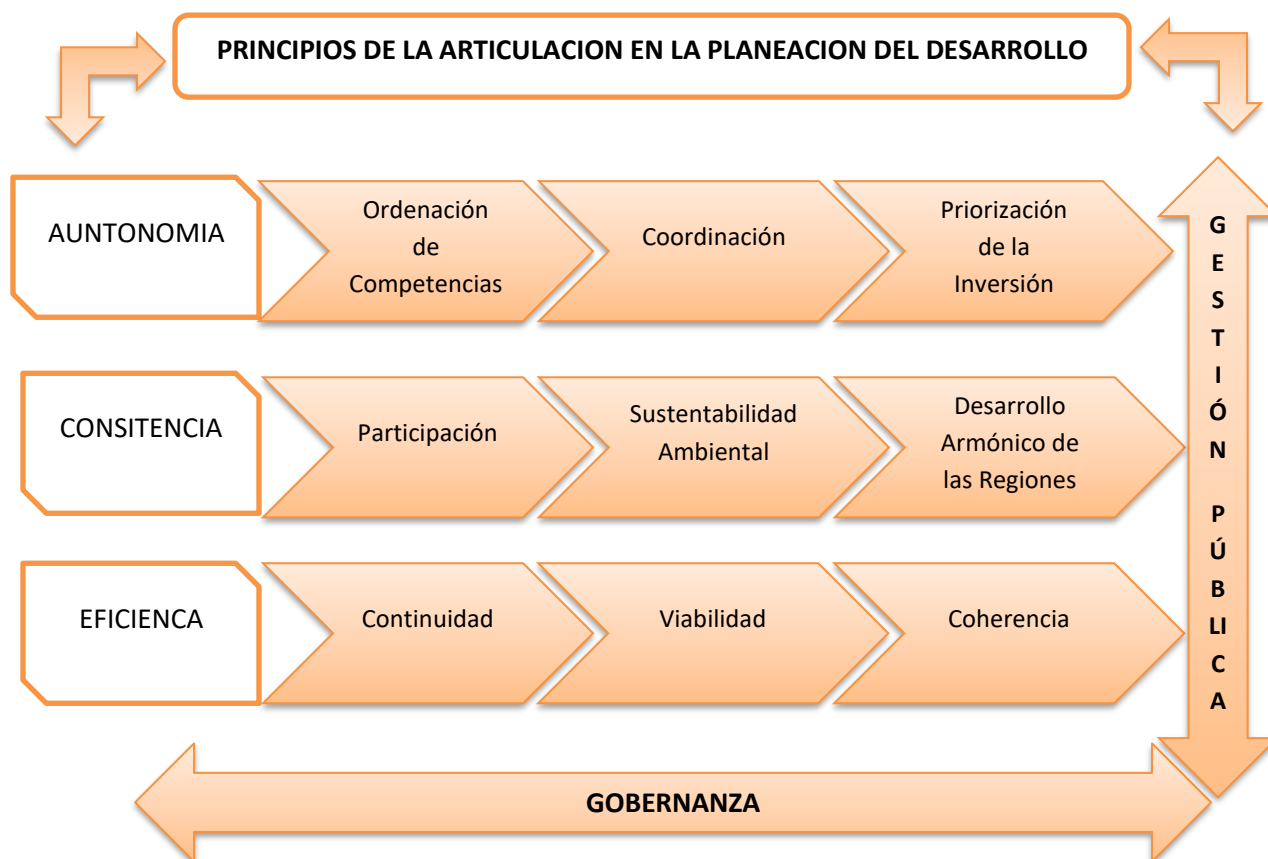 PRINCIPIOS DE LA ARTICULACION EN LA PLANEACION DEL DESARROLLO
AUNTONOMIA
Ordenación
de
Competencias
Coordinación
Priorización
de la
Inversión
CONSITENCIA
Participación
Sustentabilidad
Ambiental
Desarrollo
Armónico de
las Regiones
EFICIENCA
Continuidad
Viabilidad
Coherencia
G
E
S
T
I
Ó
N
P
Ú
B
LI
C
A
GOBERNANZA